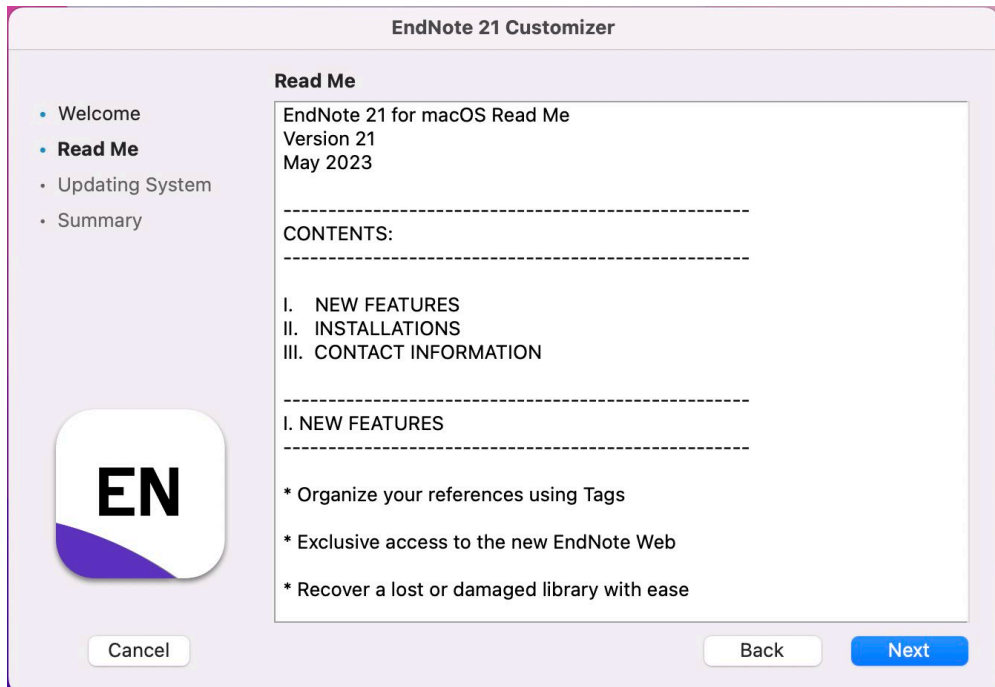 EndNote 21 Customizer
Welcome
Read Me
Updating System
Summary
EN
Read Me
EndNote 21 for macOS Read Me
Version 21
May 2023
----------------------------------------------------
CONTENTS:
----------------------------------------------------
I. NEW FEATURES
II. INSTALLATIONS
III. CONTACT INFORMATION
----------------------------------------------------
I. NEW FEATURES
----------------------------------------------------
* Organize your references using Tags
* Exclusive access to the new EndNote Web
* Recover a lost or damaged library with ease
Cancel
Back
Next